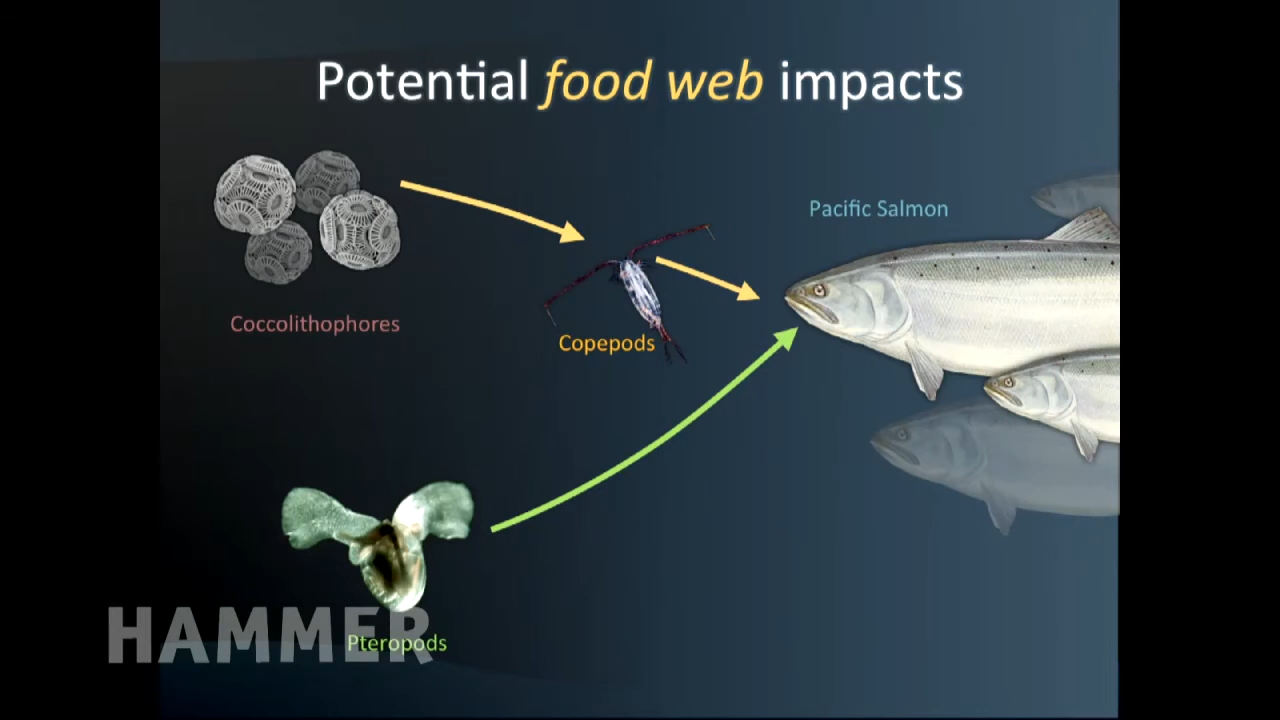 Potential food web impacts
Pacific Salmon
Coccolithophores
Copepods
HAMMER
Pteropods